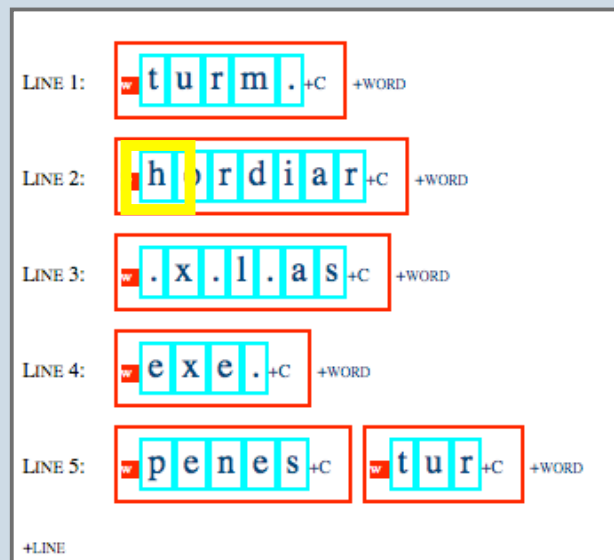 LINE 1: w turm. +C +WORD
LINE 2: hordiar +C +WORD
LINE 3: w .x.l.as +C +WORD
LINE 4: w exe. +C +WORD
LINE 5: w penes +C w tur +C +WORD
+LINE